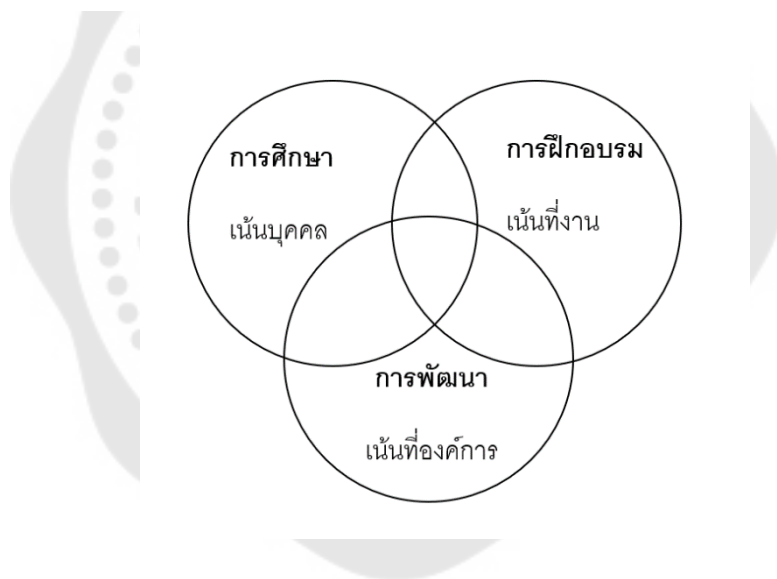 การศึกษา
เน้นบุคคล
การฝึกอบรม
เน้นที่งาน
การพัฒนา
เน้นที่องค์การ